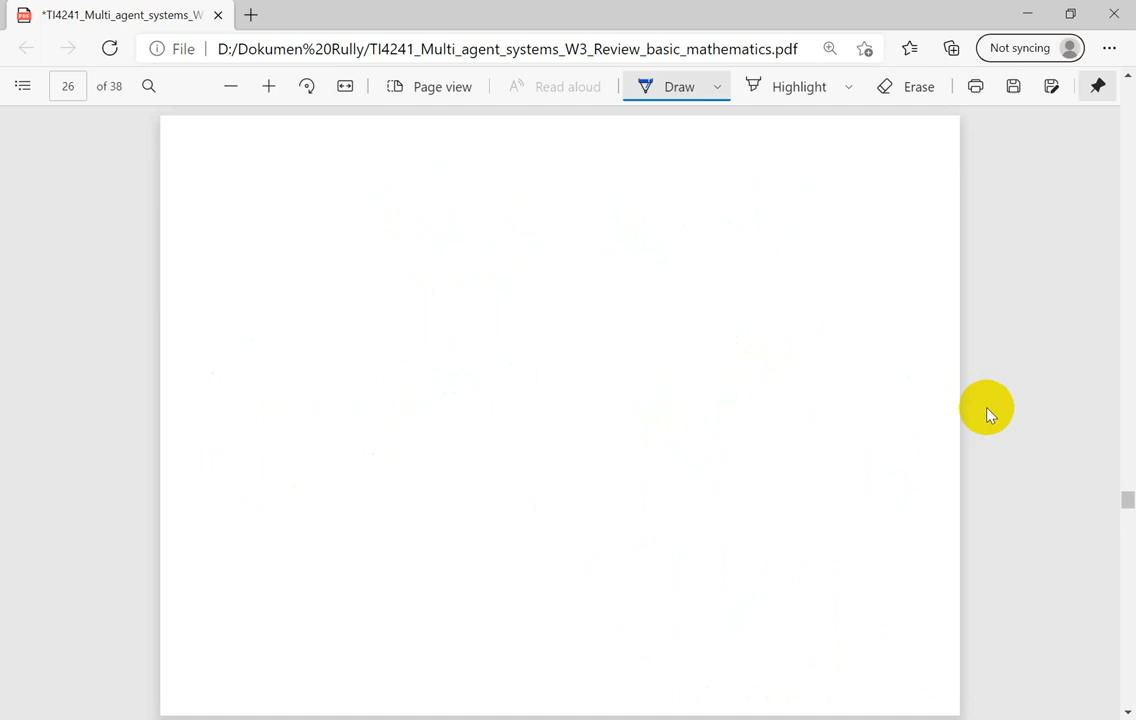 *TI4241_Multi_agent_systems_W
File
D:/Dokumen%20Rully/TI4241_Multi_agent_systems_W3_Review_basic_mathematics.pdf
Not syncing
26 of 38
Page view
Read aloud
Draw
Highlight
Erase